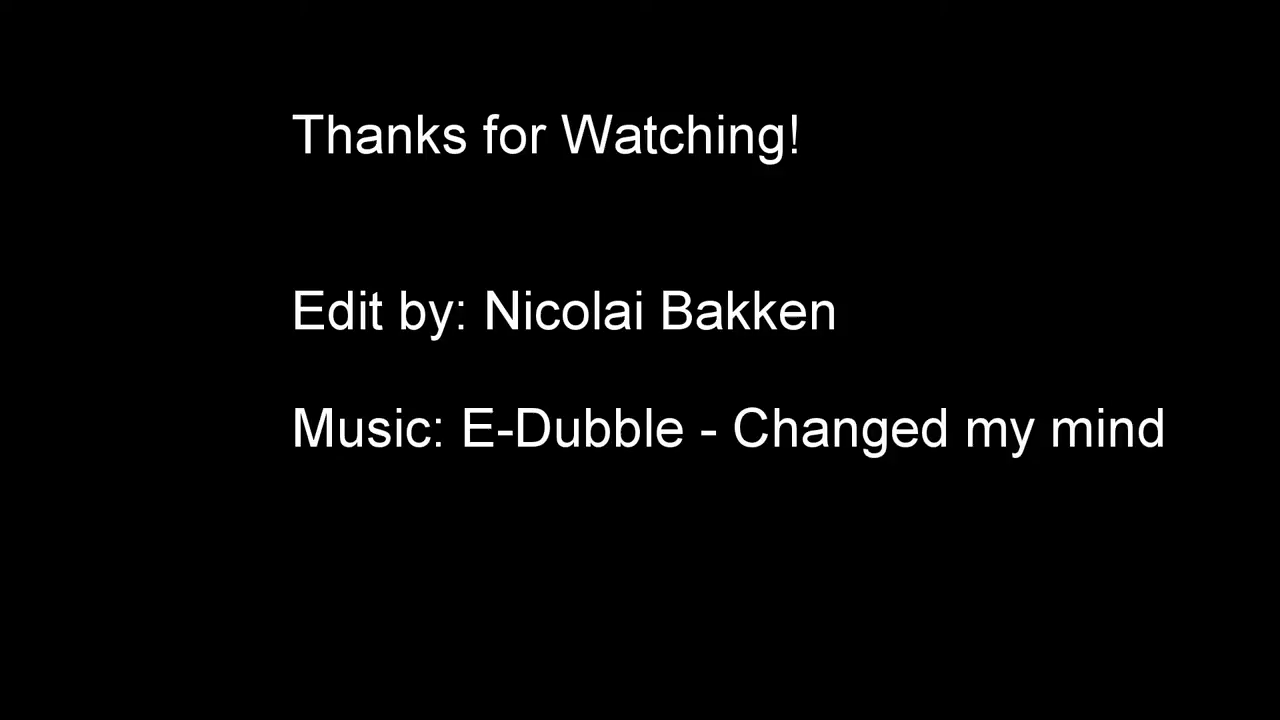 Thanks for Watching!
Edit by: Nicolai Bakken
Music: E-Dubble - Changed my mind